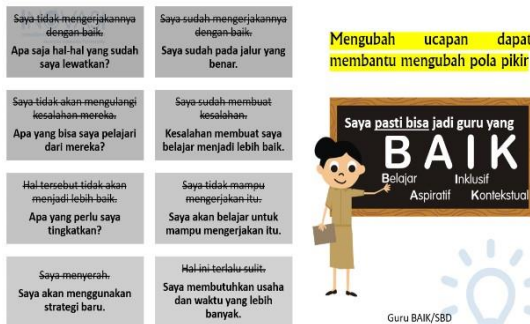 Saya tidak mengerjakannya
dengan baik.
Apa saja hal-hal yang sudah
saya lewatkan?
Saya sudah mengerjakannya
dengan baik.
Saya sudah pada jalur yang
benar.
Saya tidak akan mengulangi
kesalahan mereka.
Apa yang bisa saya pelajari
dari mereka?
Saya sudah membuat
kesalahan.
Kesalahan membuat saya
belajar menjadi lebih baik.
Hal tersebut tidak akan
menjadi lebih baik.
Apa yang perlu saya
tingkatkan?
Saya tidak mampu
mengerjakan itu.
Saya akan belajar untuk
mampu mengerjakan itu.
Saya menyerah.
Saya akan menggunakan
strategi baru.
Hal ini terlalu sulit.
Saya membutuhkan usaha
dan waktu yang lebih
banyak.
Mengubah ucapan dapat
membantu mengubah pola pikir
Saya pasti bisa jadi guru yang
BAIK
Belajar Inklusif
Aspiratif Kontekstual
Guru BAIK/SBD